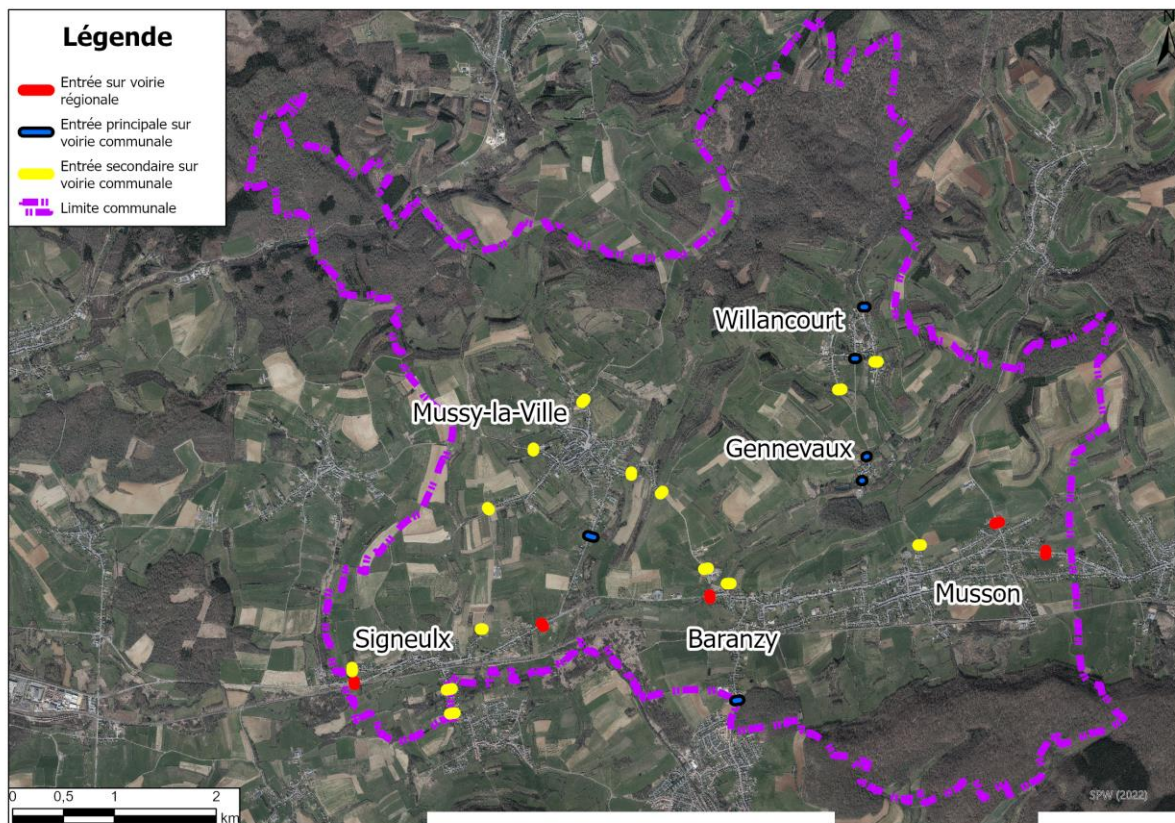 Légende
Entrée sur voirie
régionale
Entrée principale sur
voirie communale
Entrée secondaire sur
voirie communale
Limite communale
Willancourt
Mussy-la-Ville
Gennevaux
Musson
Signeulx
Baranzy
0 0,5 1 2
km
SPW (2022)